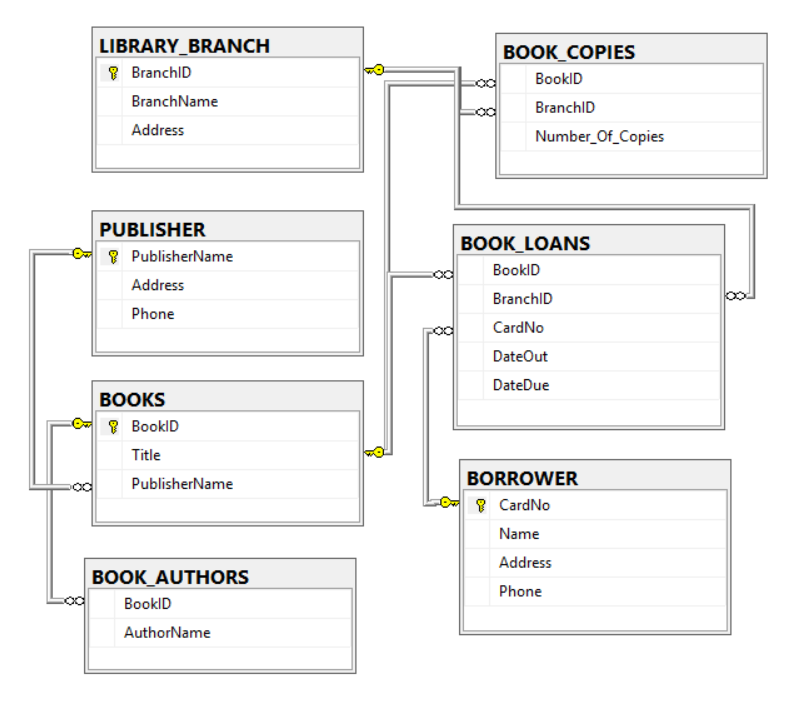 LIBRARY_BRANCH
BranchID
BranchName
Address
BOOK_COPIES
BookID
BranchID
Number_Of_Copies
PUBLISHER
PublisherName
Address
Phone
BOOK_LOANS
BookID
BranchID
CardNo
DateOut
DateDue
BOOKS
BookID
Title
PublisherName
BORROWER
CardNo
Name
Address
Phone
BOOK_AUTHORS
BookID
AuthorName